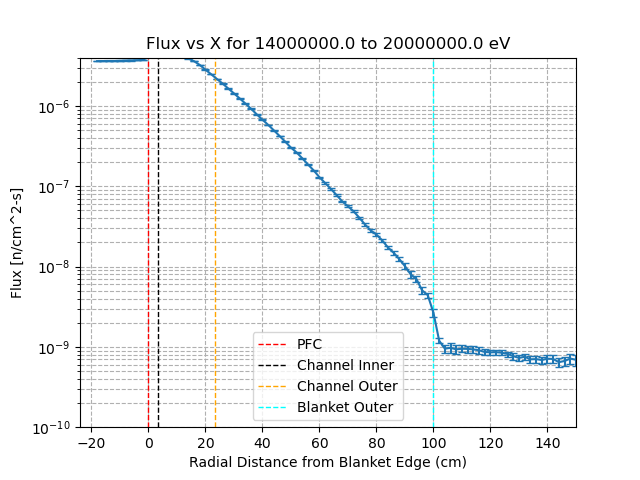 Flux vs X for 14000000.0 to 20000000.0 eV
Flux [n/cm^2-s]
10⁻⁶
10⁻⁷
10⁻⁸
10⁻⁹
10⁻¹⁰
PFC
Channel Inner
Channel Outer
Blanket Outer
−20 0 20 40 60 80 100 120 140
Radial Distance from Blanket Edge (cm)